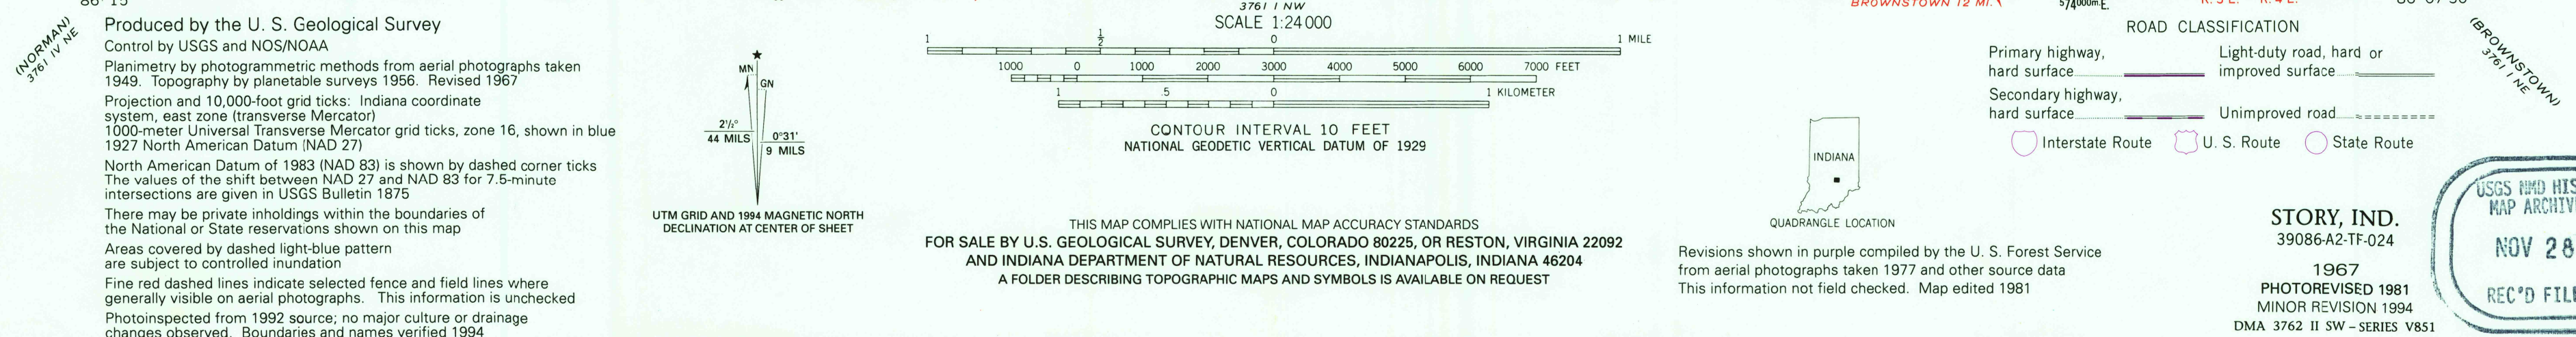 86°15'
(NORMAN)
3761 IV NE
Produced by the U. S. Geological Survey
Control by USGS and NOS/NOAA
Planimetry by photogrammetric methods from aerial photographs taken
1949. Topography by planetable surveys 1956. Revised 1967
Projection and 10,000-foot grid ticks: Indiana coordinate
system, east zone (transverse Mercator)
1000-meter Universal Transverse Mercator grid ticks, zone 16, shown in blue
1927 North American Datum (NAD 27)
North American Datum of 1983 (NAD 83) is shown by dashed corner ticks
The values of the shift between NAD 27 and NAD 83 for 7.5-minute
intersections are given in USGS Bulletin 1875
There may be private inholdings within the boundaries of
the National or State reservations shown on this map
Areas covered by dashed light-blue pattern
are subject to controlled inundation
Fine red dashed lines indicate selected fence and field lines where
generally visible on aerial photographs. This information is unchecked
Photoinspected from 1992 source; no major culture or drainage
changes observed. Boundaries and names verified 1994
MN
GN
2½°
44 MILS
0°31'
9 MILS
UTM GRID AND 1994 MAGNETIC NORTH
DECLINATION AT CENTER OF SHEET
3761 I NW
SCALE 1:24 000
1 ½ 0 1 MILE
1000 0 1000 2000 3000 4000 5000 6000 7000 FEET
1 .5 0 1 KILOMETER
CONTOUR INTERVAL 10 FEET
NATIONAL GEODETIC VERTICAL DATUM OF 1929
THIS MAP COMPLIES WITH NATIONAL MAP ACCURACY STANDARDS
FOR SALE BY U.S. GEOLOGICAL SURVEY, DENVER, COLORADO 80225, OR RESTON, VIRGINIA 22092
AND INDIANA DEPARTMENT OF NATURAL RESOURCES, INDIANAPOLIS, INDIANA 46204
A FOLDER DESCRIBING TOPOGRAPHIC MAPS AND SYMBOLS IS AVAILABLE ON REQUEST
BROWNSTOWN 12 MI.
574000m.E.
R. 3 E. R. 4 E.
86°07'30"
ROAD CLASSIFICATION
Primary highway,
hard surface
Light-duty road, hard or
improved surface
Secondary highway,
hard surface
Unimproved road
Interstate Route
U. S. Route
State Route
INDIANA
QUADRANGLE LOCATION
Revisions shown in purple compiled by the U. S. Forest Service
from aerial photographs taken 1977 and other source data
This information not field checked. Map edited 1981
(BROWNSTOWN)
3761 I NE
STORY, IND.
39086-A2-TF-024
1967
PHOTOREVISED 1981
MINOR REVISION 1994
DMA 3762 II SW – SERIES V851
USGS NMD HIS
MAP ARCHIV
NOV 28
REC'D FIL